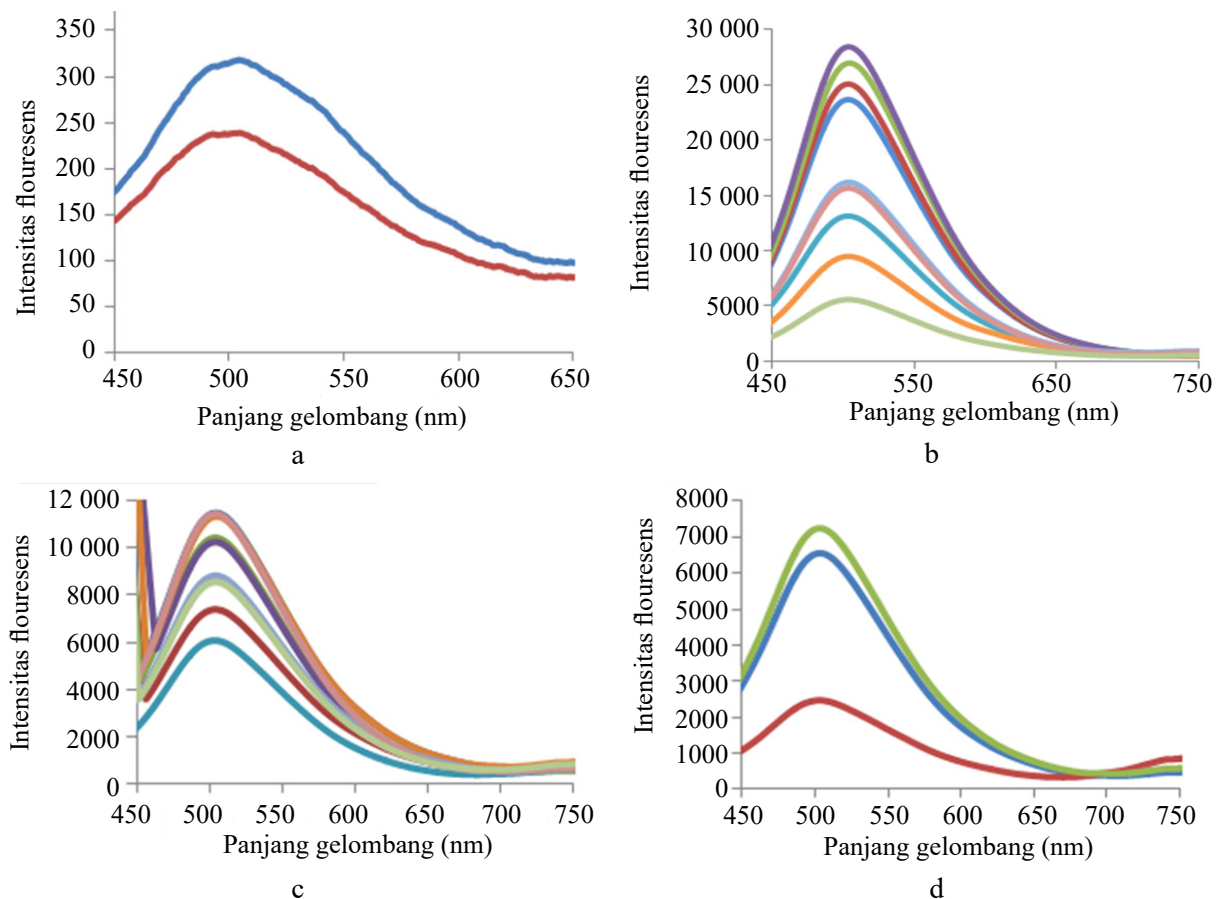 Intensitas flouresens
350
300
250
200
150
100
50
0
450 500 550 600 650
Panjang gelombang (nm)
a
Intensitas flouresens
30 000
25 000
20 000
15 000
10 000
5000
0
450 550 650 750
Panjang gelombang (nm)
b
Intensitas flouresens
12 000
10 000
8000
6000
4000
2000
0
450 500 550 600 650 700 750
Panjang gelombang (nm)
c
Intensitas flouresens
8000
7000
6000
5000
4000
3000
2000
1000
0
450 500 550 600 650 700 750
Panjang gelombang (nm)
d